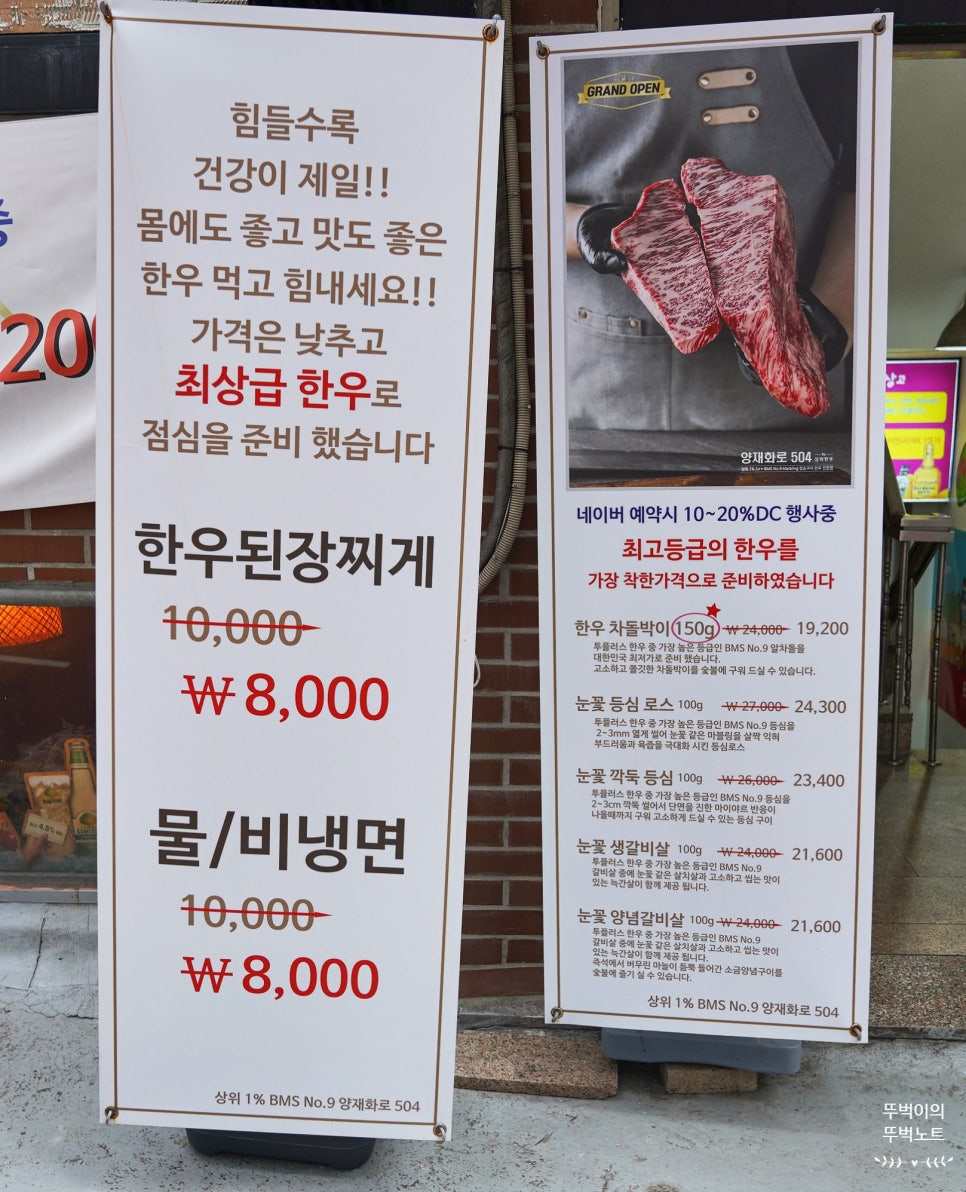 힘들수록
건강이 제일!!
몸에도 좋고 맛도 좋은
한우 먹고 힘내세요!!
가격은 낮추고
최상급 한우로
점심을 준비 했습니다
한우된장찌게
10,000
₩8,000
물/비냉면
10,000
₩8,000
상위 1% BMS No.9 양재화로 504
GRAND OPEN
양재화로 504
네이버 예약시 10~20%DC 행사중
최고등급의 한우를
가장 착한가격으로 준비하였습니다
한우 차돌박이 150g ₩ 24,000 19,200
투플러스 한우 중 가장 높은 등급인 BMS No.9 알차돌을
대한민국 최저가로 준비 했습니다.
고소하고 쫄깃한 차돌박이를 숯불에 구워 드실 수 있습니다.
눈꽃 등심 로스 100g ₩ 27,000 24,300
투플러스 한우 중 가장 높은 등급인 BMS No.9 등심을
2~3mm 엷게 썰어 눈꽃 같은 마블링을 살짝 익혀
부드러움과 육즙을 극대화 시킨 등심로스
눈꽃 깍둑 등심 100g ₩ 26,000 23,400
투플러스 한우 중 가장 높은 등급인 BMS No.9 등심을
2~3cm 깍둑 썰어서 단면을 진한 마이야르 반응이
나올때까지 구워 고소하게 드실 수 있는 등심 구이
눈꽃 생갈비살 100g ₩ 24,000 21,600
투플러스 한우 중 가장 높은 등급인 BMS No.9
갈비살 중에 눈꽃 같은 살치살과 고소하고 씹는 맛이
있는 늑간살이 함께 제공 됩니다.
눈꽃 양념갈비살 100g ₩ 24,000 21,600
투플러스 한우 중 가장 높은 등급인 BMS No.9
갈비살 중에 눈꽃 같은 살치살과 고소하고 씹는 맛이
있는 늑간살이 함께 제공 됩니다.
즉석에서 버무린 마늘이 듬뿍 들어간 소금양념구이를
숯불에 즐기 실 수 있습니다.
상위 1% BMS No.9 양재화로 504
뚜벅이의
뚜벅노트